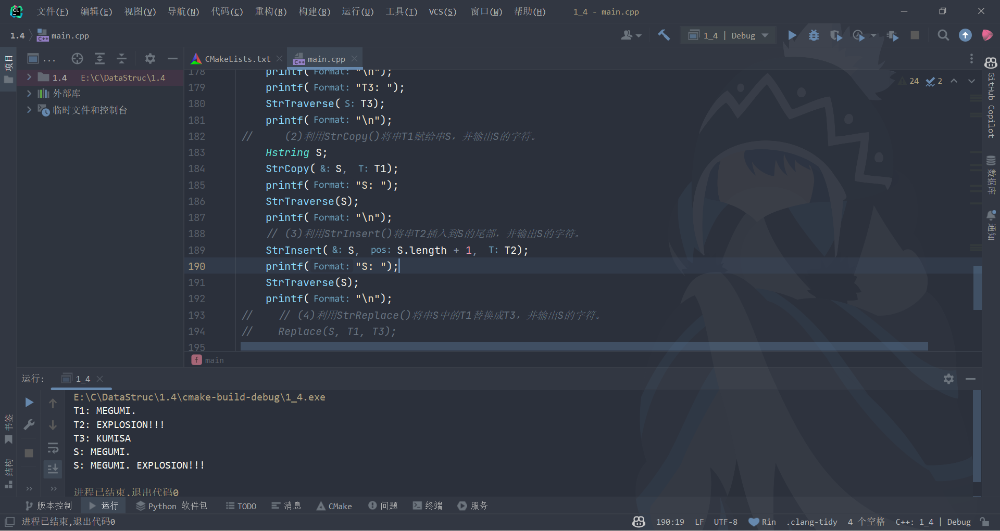 文件(F) 编辑(E) 视图(V) 导航(N) 代码(C) 重构(R) 构建(B) 运行(U) 工具(T) VCS(S) 窗口(W) 帮助(H) 1_4 - main.cpp
1.4 main.cpp 1_4 | Debug
项目
... CMakeLists.txt main.cpp
1.4 E:\C\DataStruc\1.4
外部库
临时文件和控制台
24 2
178 printf( Format: "\n");
179 printf( Format: "T3: ");
180 StrTraverse( S: T3);
181 printf( Format: "\n");
182 // (2)利用StrCopy()将串T1赋给串S，并输出S的字符。
183 Hstring S;
184 StrCopy( &: S, T: T1);
185 printf( Format: "S: ");
186 StrTraverse(S);
187 printf( Format: "\n");
188 // (3)利用StrInsert()将串T2插入到S的尾部，并输出S的字符。
189 StrInsert( &: S, pos: S.length + 1, T: T2);
190 printf( Format: "S: ");
191 StrTraverse(S);
192 printf( Format: "\n");
193 // // (4)利用StrReplace()将串S中的T1替换成T3，并输出S的字符。
194 // Replace(S, T1, T3);
195
f main
GitHub Copilot
数据库
通知
运行: 1_4
E:\C\DataStruc\1.4\cmake-build-debug\1_4.exe
T1: MEGUMI.
T2: EXPLOSION!!!
T3: KUMISA
S: MEGUMI.
S: MEGUMI. EXPLOSION!!!
进程已结束,退出代码0
书签
结构
版本控制 运行 Python 软件包 TODO 消息 CMake 问题 终端 服务
进程已结束,退出代码0 190:19 LF UTF-8 Rin .clang-tidy 4 个空格 C++: 1_4 | Debug